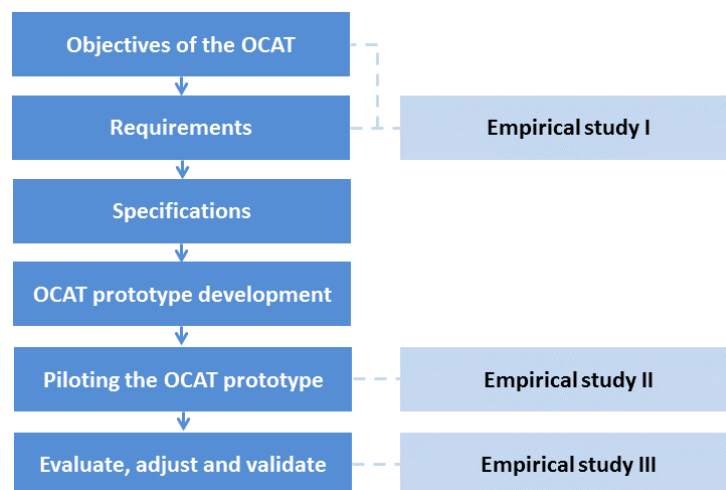 Objectives of the OCAT
Requirements
Empirical study I
Specifications
OCAT prototype development
Piloting the OCAT prototype
Empirical study II
Evaluate, adjust and validate
Empirical study III